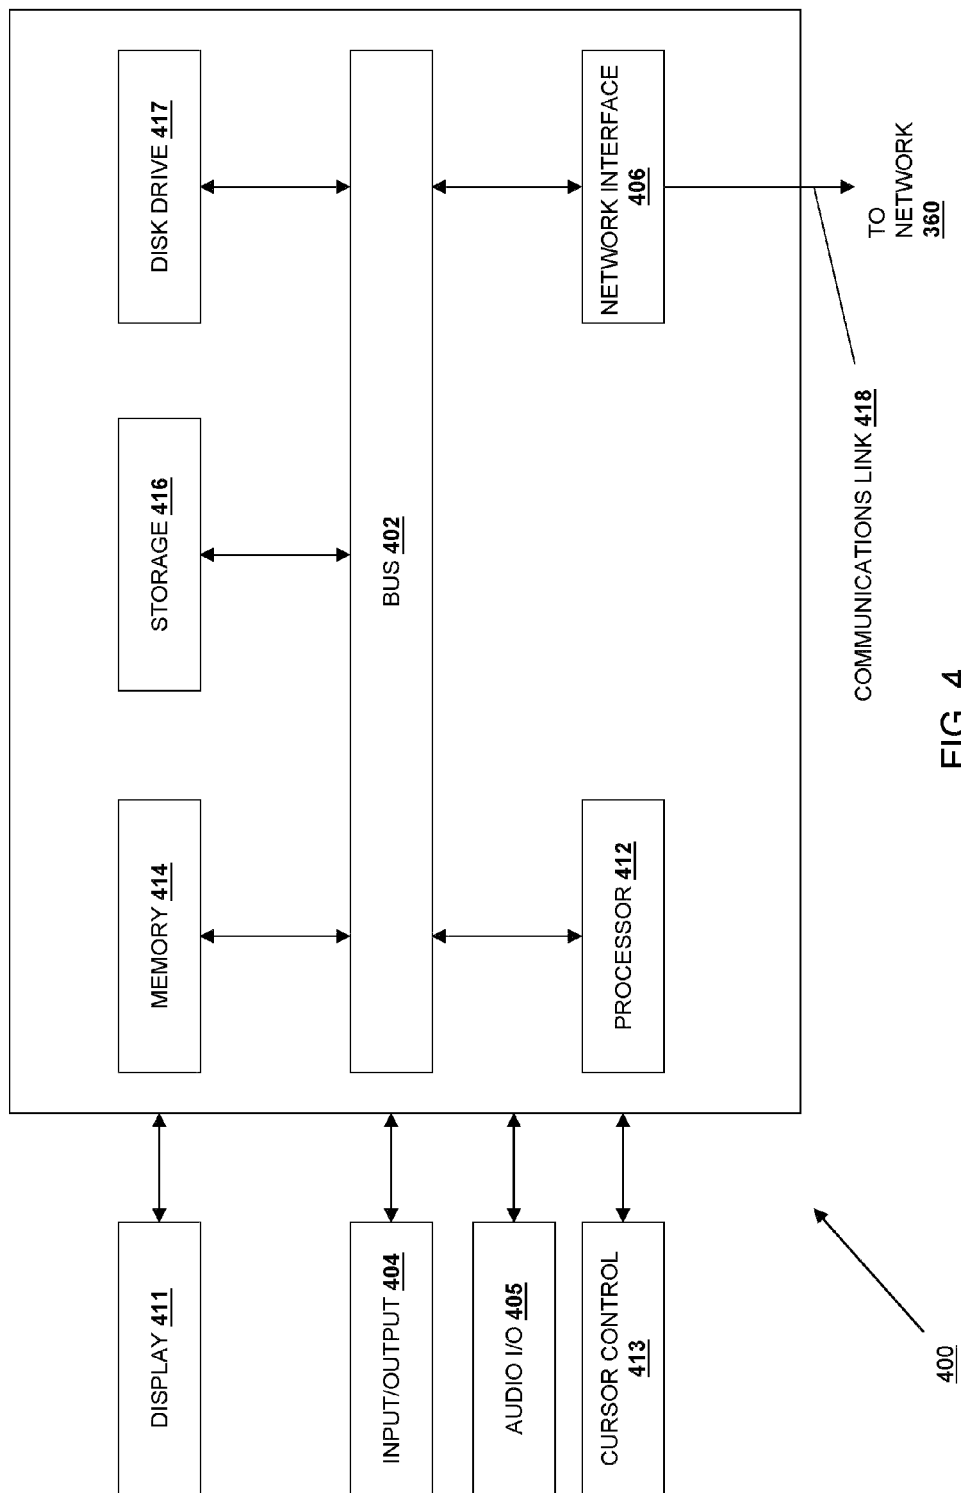 DISPLAY 411
INPUT/OUTPUT 404
AUDIO I/O 405
CURSOR CONTROL
413
MEMORY 414
STORAGE 416
DISK DRIVE 417
BUS 402
PROCESSOR 412
NETWORK INTERFACE
406
TO
NETWORK
360
COMMUNICATIONS LINK 418
400
FIG. 4